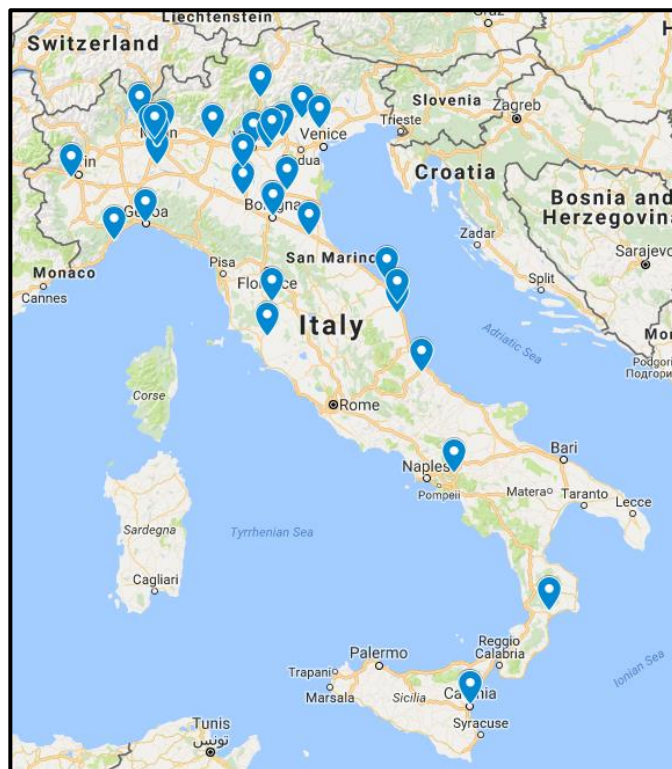 Liechtenstein
Graz
Switzerland
Slovenia
Zagreb
Trieste
Venice
Croatia
Bosnia and
Herzegovina
Zadar
Sarajevo
San Marino
Monaco
Pisa
Cannes
Split
Italy
Adriatic Sea
Podgori
Подгори
Corse
Rome
Bari
Naples
Matera
Pompeii
Taranto
Lecce
Sardegna
Tyrrhenian Sea
Cagliari
Palermo
Reggio
Calabria
Trapani
Ionian Sea
Marsala
Sicilia
Syracuse
Tunis
تونس